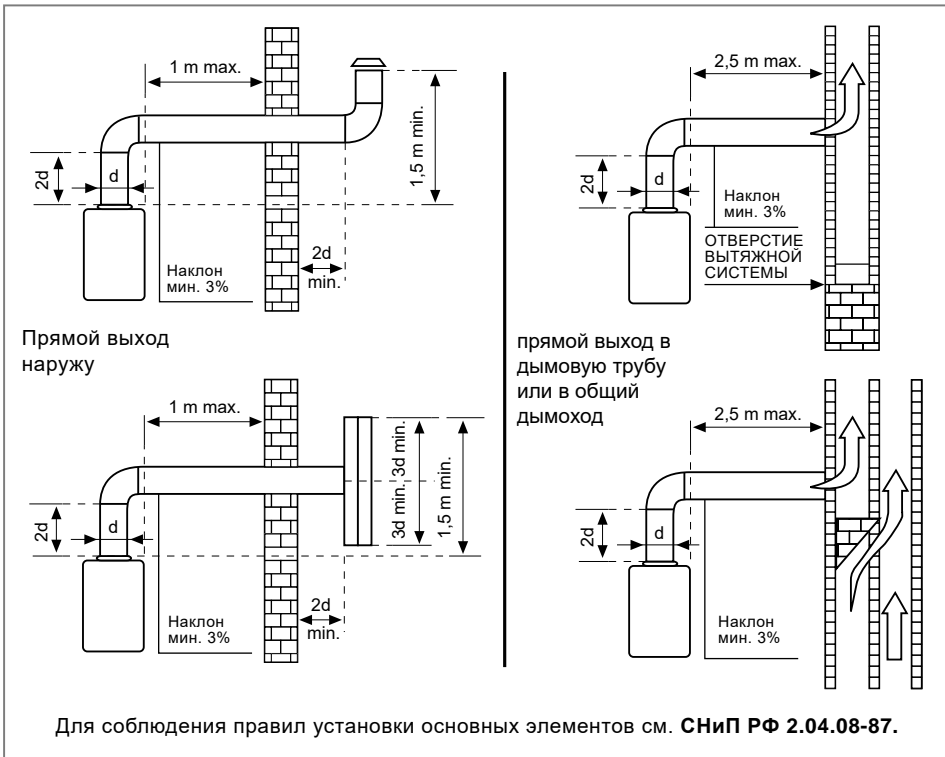 1 m max.
2d
d
1,5 m min.
2d
min.
Наклон
мин. 3%
Прямой выход
наружу
2,5 m max.
2d
d
Наклон
мин. 3%
ОТВЕРСТИЕ
ВЫТЯЖНОЙ
СИСТЕМЫ
прямой выход в
дымовую трубу
или в общий
дымоход
1 m max.
2d
d
3d min.
3d min.
1,5 m min.
2d
min.
Наклон
мин. 3%
2,5 m max.
2d
d
Наклон
мин. 3%
Для соблюдения правил установки основных элементов см. СНиП РФ 2.04.08-87.